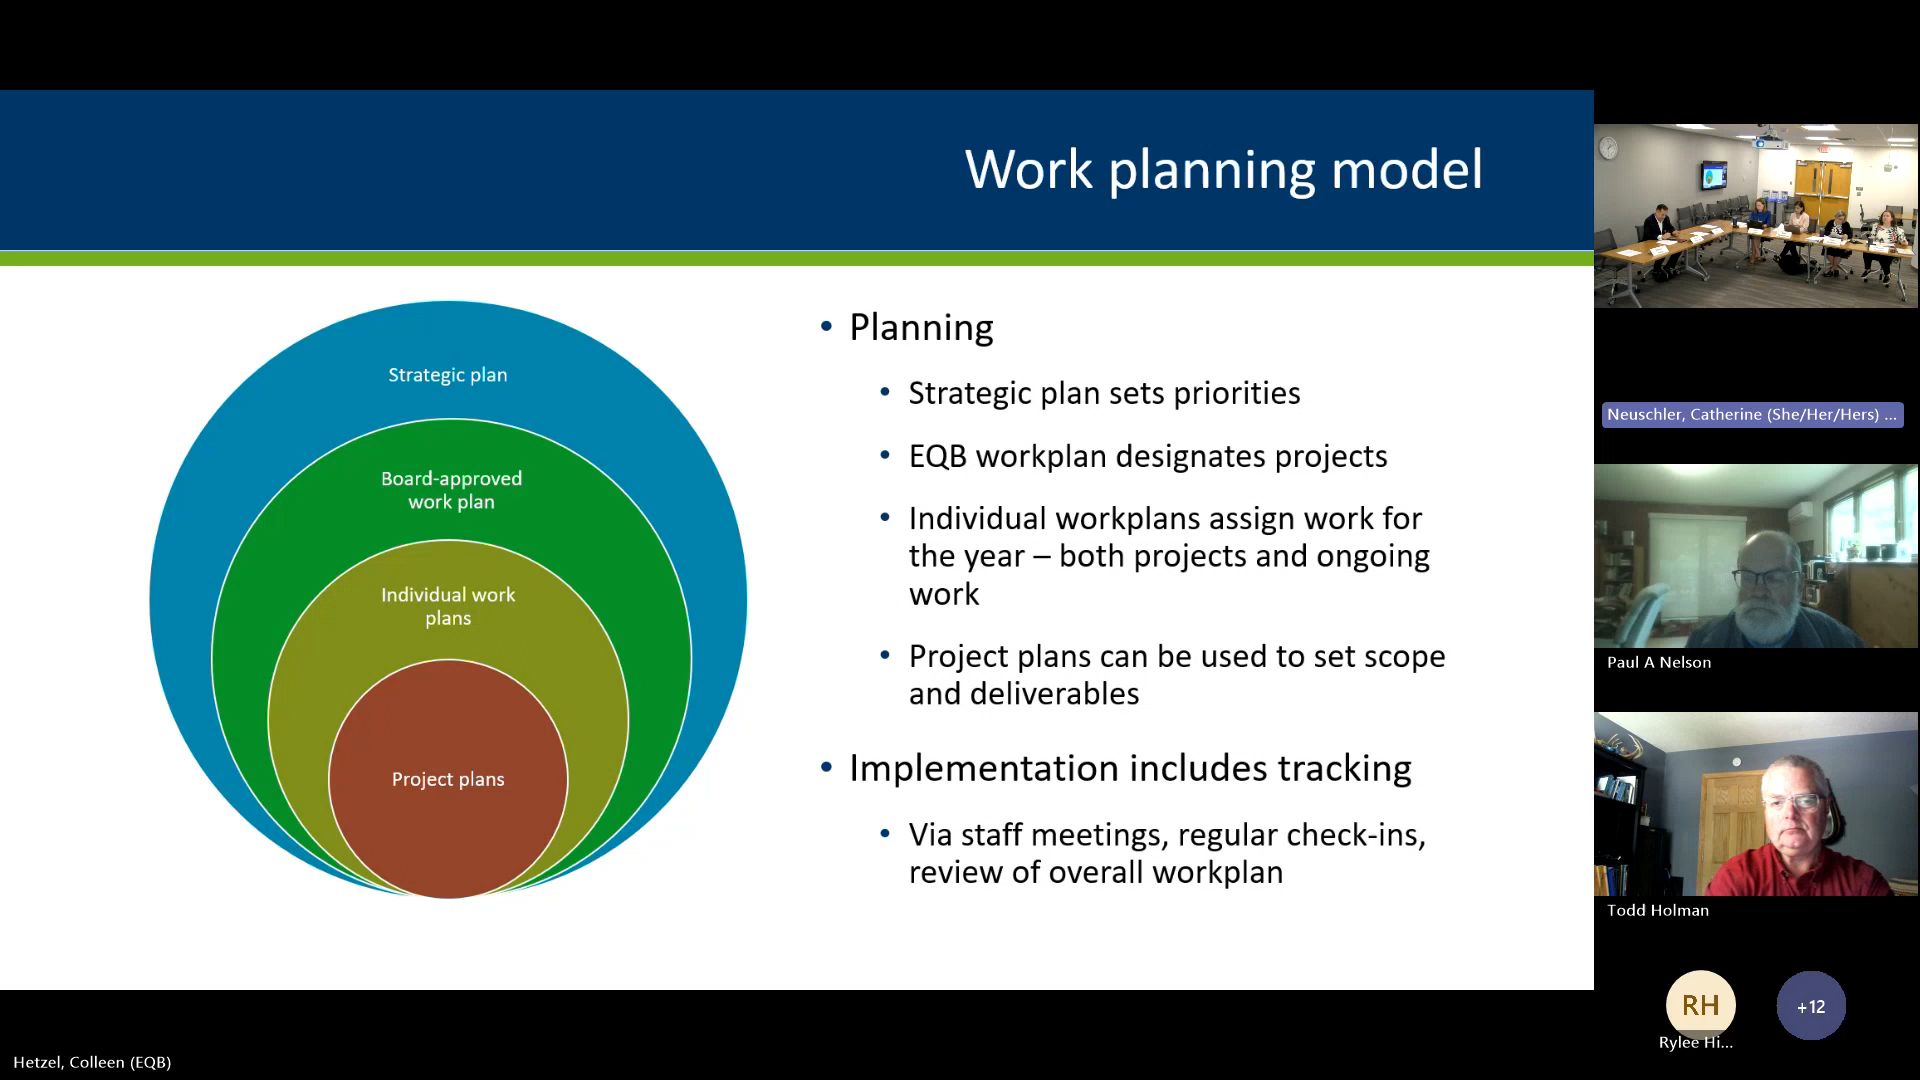 Work planning model
Strategic plan
Board-approved
work plan
Individual work
plans
Project plans
• Planning
• Strategic plan sets priorities
• EQB workplan designates projects
• Individual workplans assign work for
the year – both projects and ongoing
work
• Project plans can be used to set scope
and deliverables
• Implementation includes tracking
• Via staff meetings, regular check-ins,
review of overall workplan
Neuschler, Catherine (She/Her/Hers) ...
Paul A Nelson
Todd Holman
RH
+12
Rylee Hi...
Hetzel, Colleen (EQB)